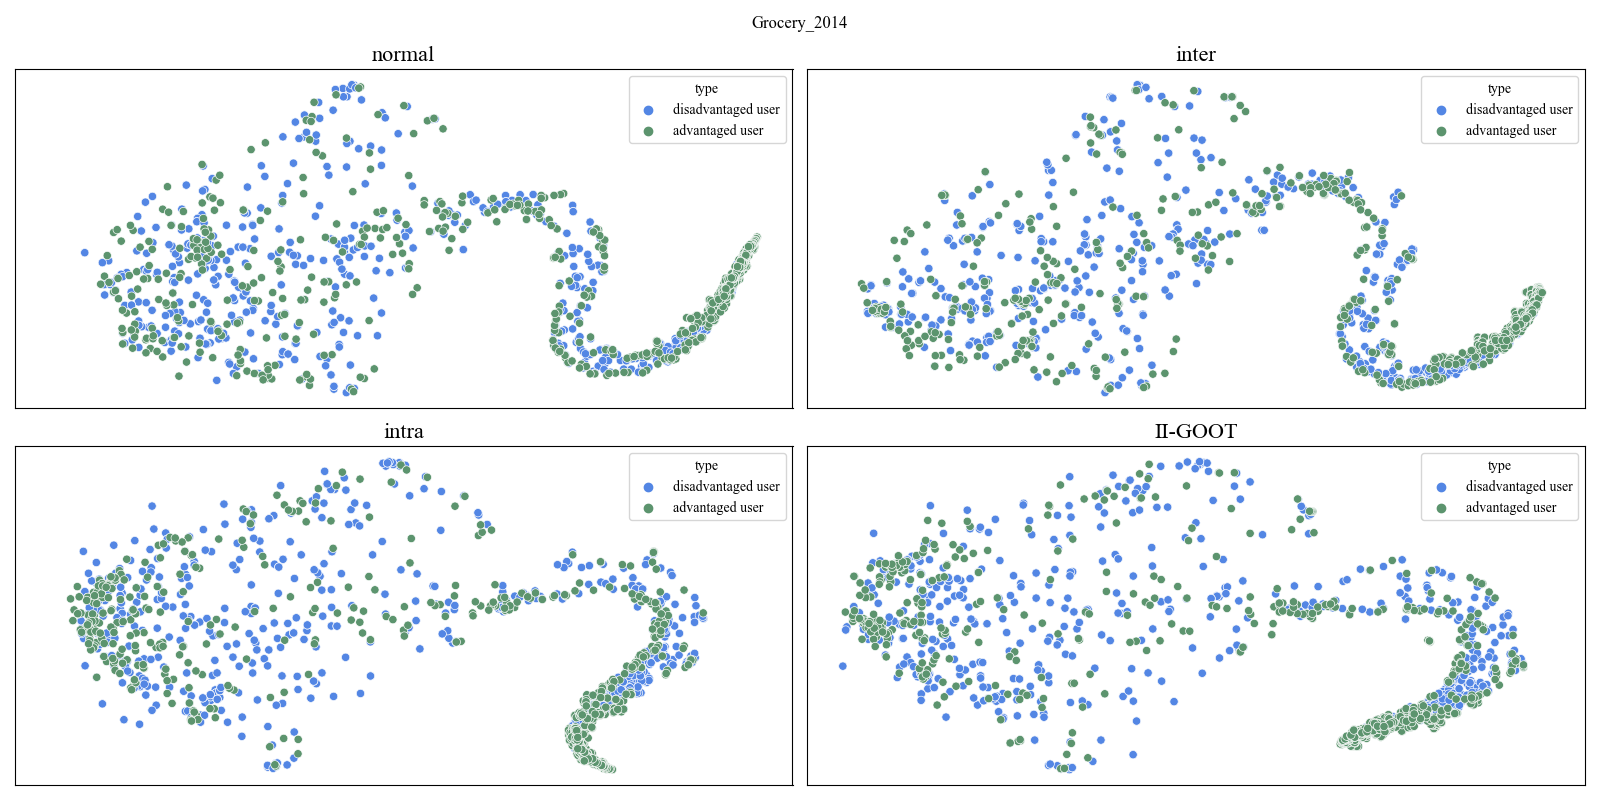 Grocery_2014
normal
type
disadvantaged user
advantaged user
inter
type
disadvantaged user
advantaged user
intra
type
disadvantaged user
advantaged user
II-GOOT
type
disadvantaged user
advantaged user